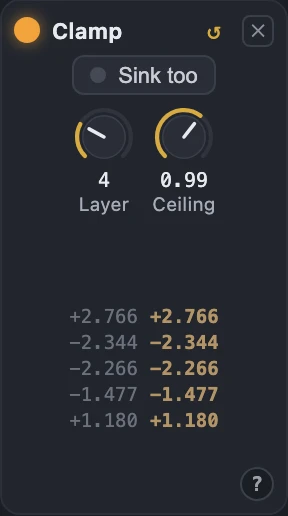 Clamp ↺ ×
Sink too
4 0.99
Layer Ceiling
+2.766 +2.766
−2.344 −2.344
−2.266 −2.266
−1.477 −1.477
+1.180 +1.180
?